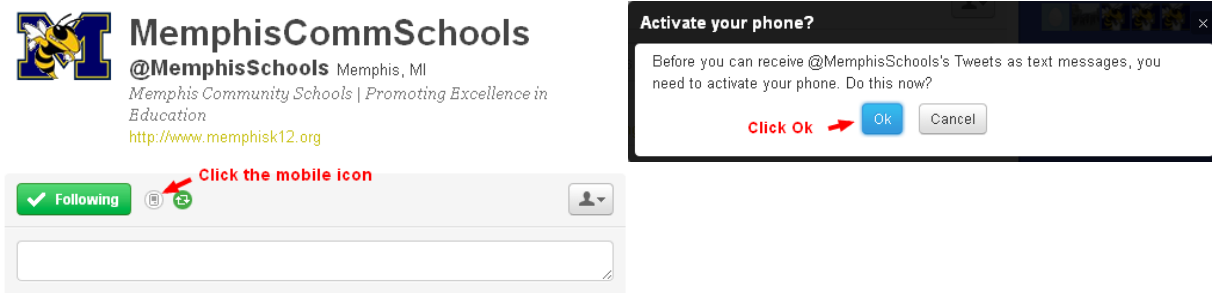 M
MemphisCommSchools
@MemphisSchools Memphis, MI
Memphis Community Schools | Promoting Excellence in
Education
http://www.memphisk12.org
Click the mobile icon
Following
Activate your phone?
×
Before you can receive @MemphisSchools's Tweets as text messages, you
need to activate your phone. Do this now?
Click Ok
Ok
Cancel